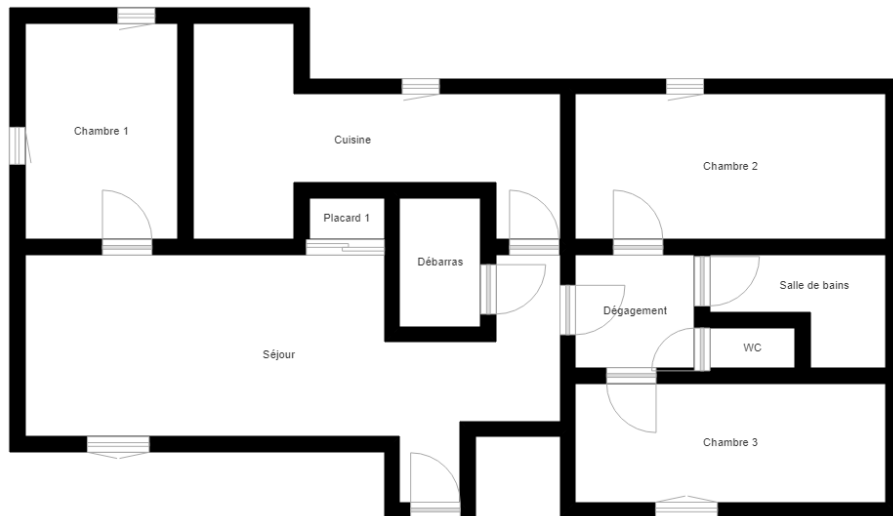 Chambre 1
Cuisine
Chambre 2
Placard 1
Débarras
Salle de bains
Dégagement
WC
Séjour
Chambre 3